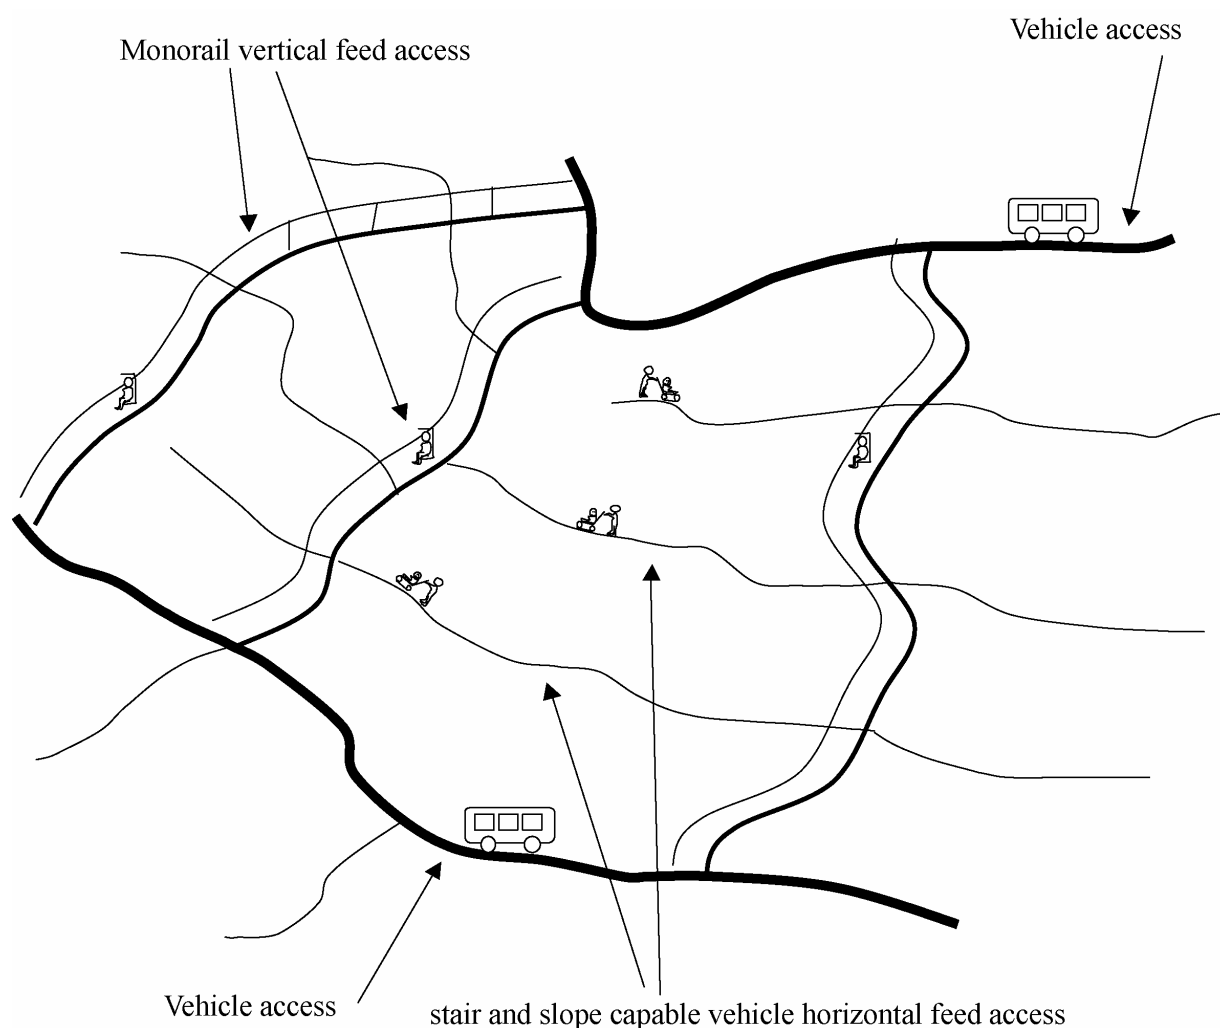 Vehicle access
Monorail vertical feed access
Vehicle access
stair and slope capable vehicle horizontal feed access